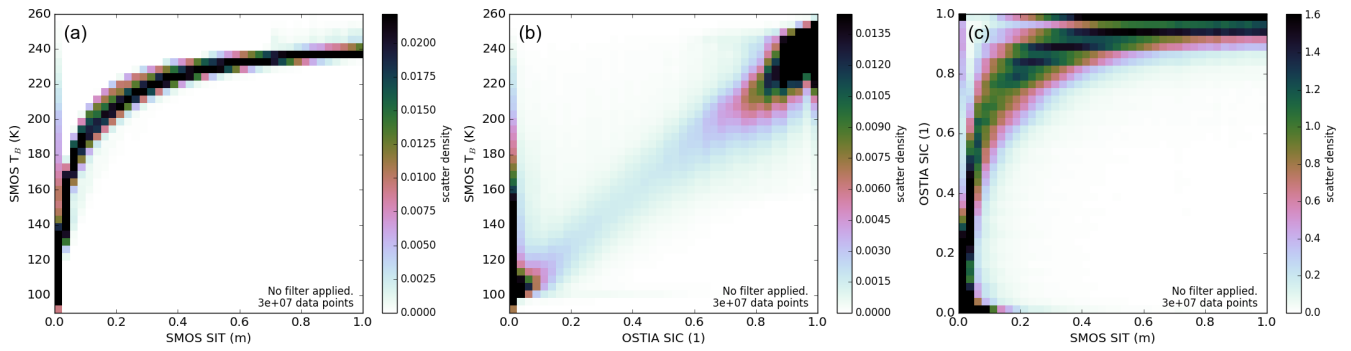 260
240
220
200
180
160
140
120
100
SMOS T_B (K)
(a)
No filter applied.
3e+07 data points
0.0 0.2 0.4 0.6 0.8 1.0
SMOS SIT (m)
0.0200
0.0175
0.0150
0.0125
0.0100
0.0075
0.0050
0.0025
0.0000
scatter density
260
240
220
200
180
160
140
120
100
SMOS T_B (K)
(b)
No filter applied.
3e+07 data points
0.0 0.2 0.4 0.6 0.8 1.0
OSTIA SIC (1)
0.0135
0.0120
0.0105
0.0090
0.0075
0.0060
0.0045
0.0030
0.0015
0.0000
scatter density
1.0
0.8
0.6
0.4
0.2
0.0
OSTIA SIC (1)
(c)
No filter applied.
3e+07 data points
0.0 0.2 0.4 0.6 0.8 1.0
SMOS SIT (m)
1.6
1.4
1.2
1.0
0.8
0.6
0.4
0.2
0.0
scatter density